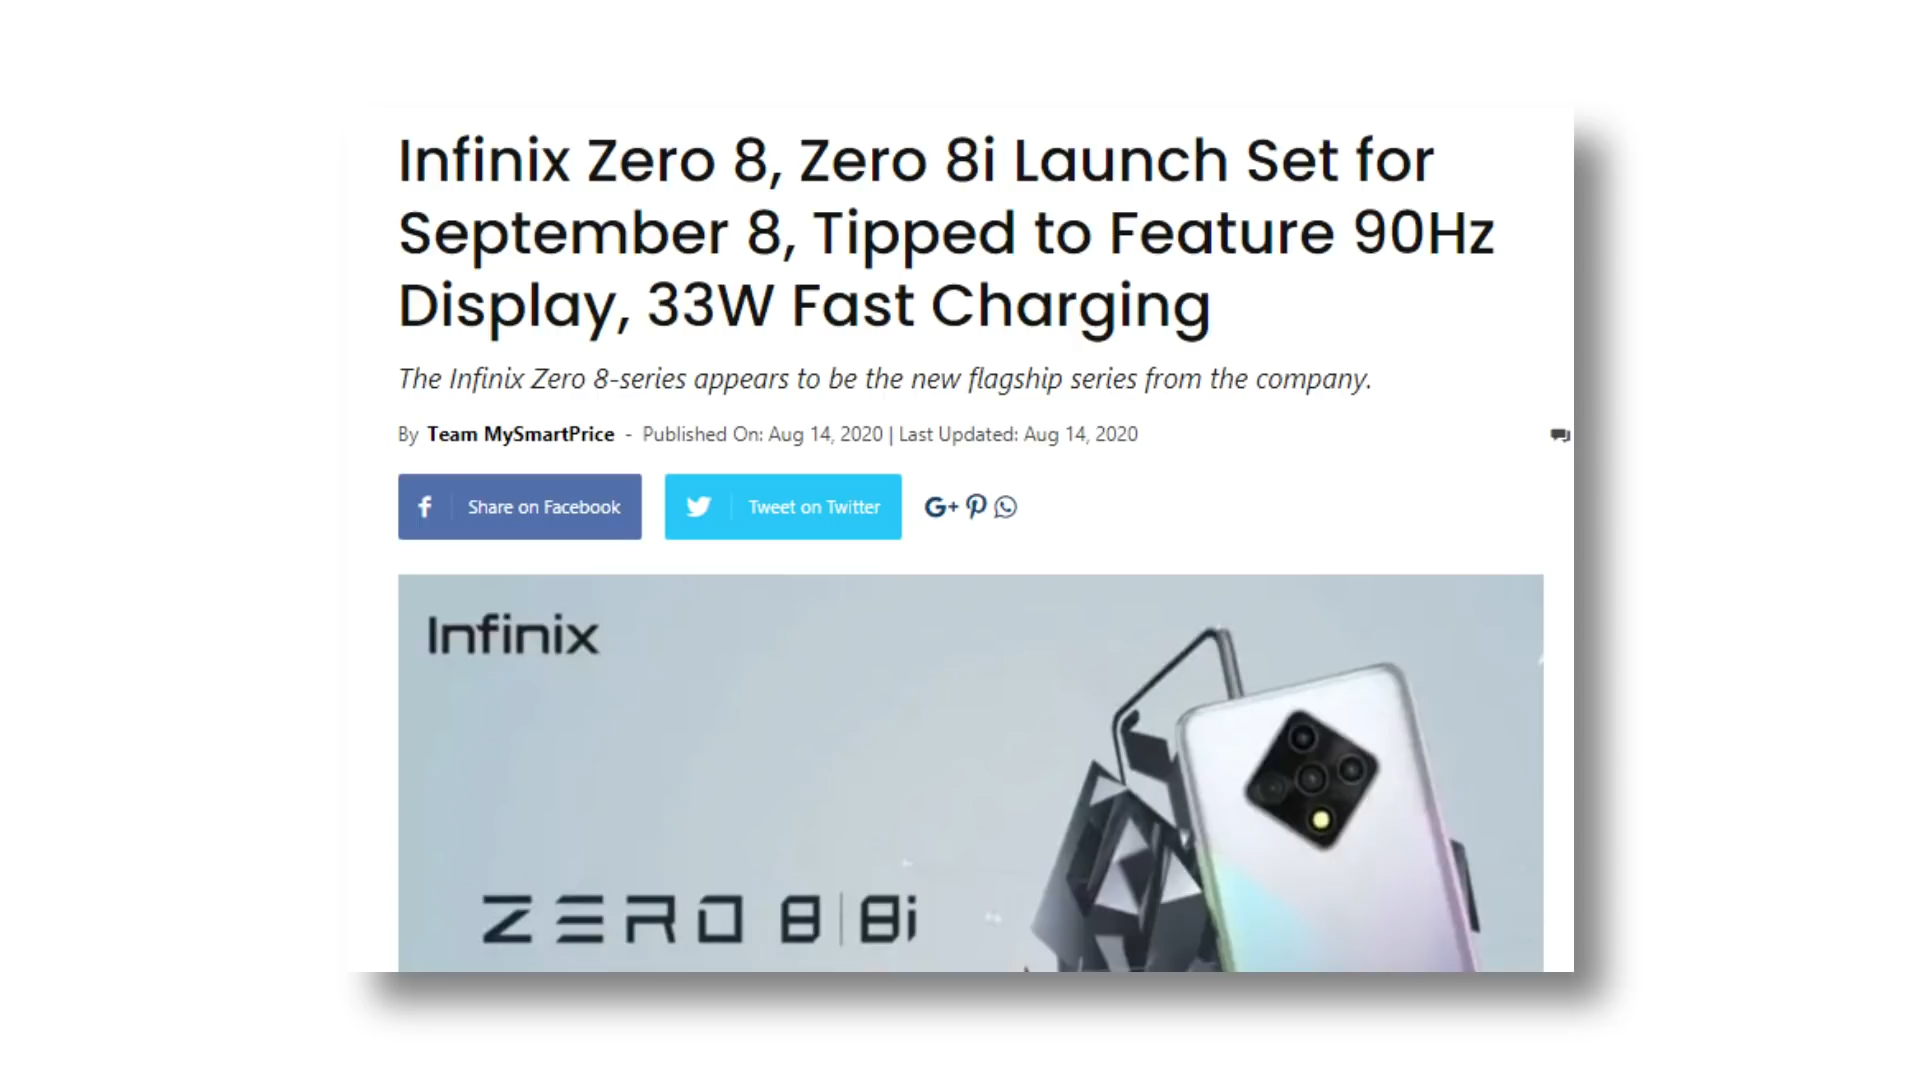 Infinix Zero 8, Zero 8i Launch Set for
September 8, Tipped to Feature 90Hz
Display, 33W Fast Charging
The Infinix Zero 8-series appears to be the new flagship series from the company.
By Team MySmartPrice - Published On: Aug 14, 2020 | Last Updated: Aug 14, 2020
f Share on Facebook Tweet on Twitter G+
Infinix
ZERO 8|8i